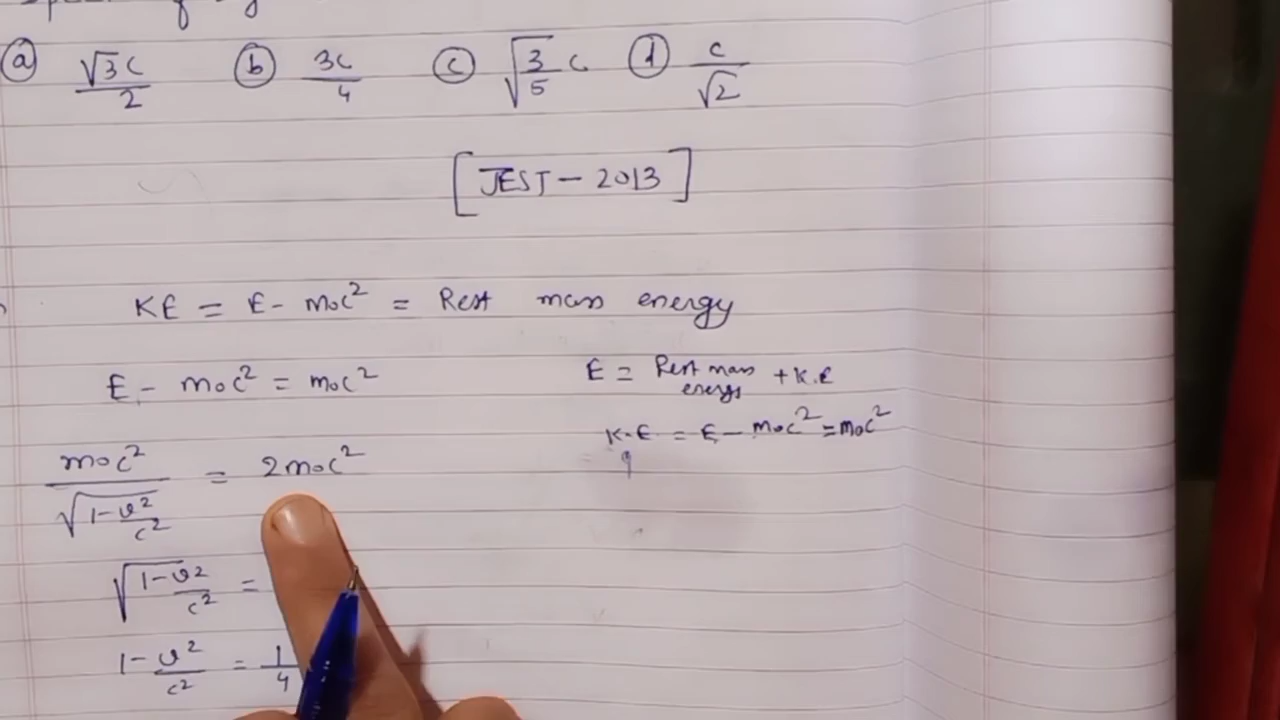 ⓐ √3c/2 ⓑ 3c/4 ⓒ √(3/5) c ⓓ c/√2
[JEST - 2013]
KE = E - m₀c² = Rest mass energy
E - m₀c² = m₀c²
E = Rest mass energy + K.E
K.E = E - m₀c² = m₀c²
m₀c²/√(1-v²/c²) = 2m₀c²
√(1-v²/c²) =
1 - v²/c² = 1/4